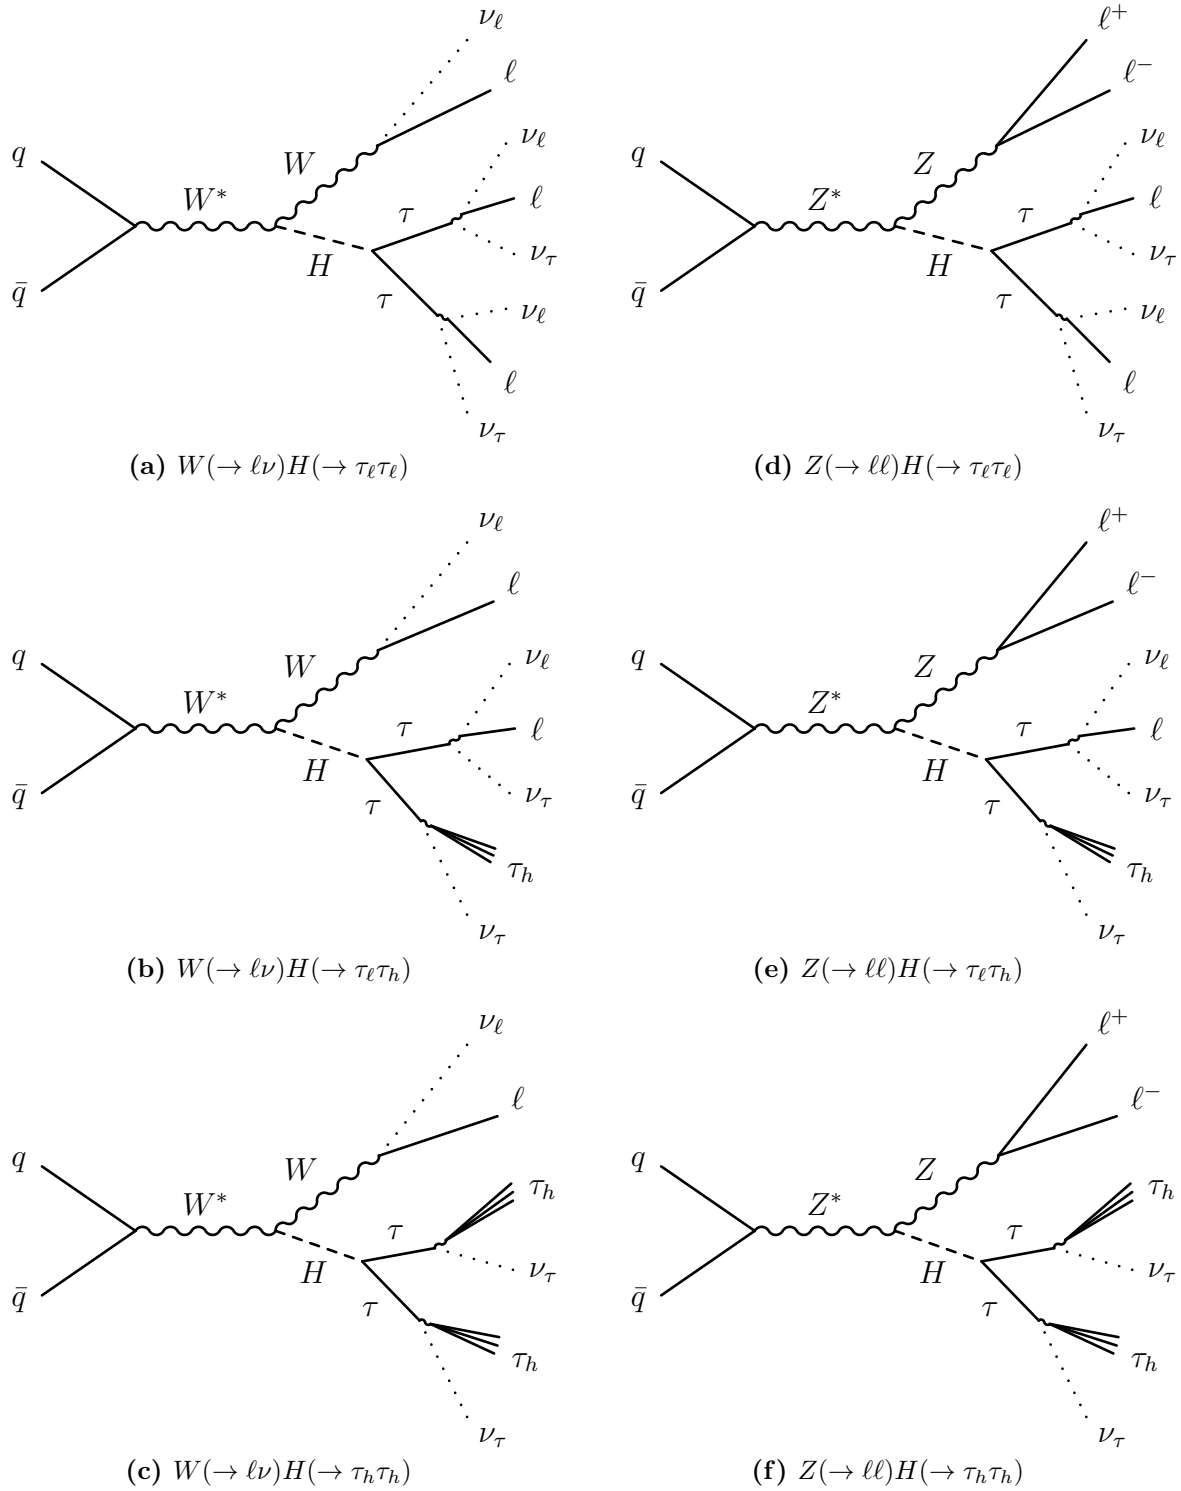 ν_ℓ
ℓ
ν_ℓ
q
W
W*
τ
ℓ
ν_τ
H
q̄
τ
ν_ℓ
ℓ
ν_τ
(a) W(→ ℓν)H(→ τ_ℓτ_ℓ)
ℓ⁺
ℓ⁻
ν_ℓ
Z
Z*
τ
ℓ
ν_τ
H
τ
ν_ℓ
ℓ
ν_τ
(d) Z(→ ℓℓ)H(→ τ_ℓτ_ℓ)
ν_ℓ
ℓ
q
W
ν_ℓ
W*
τ
ℓ
H
q̄
ν_τ
τ
τ_h
ν_τ
(b) W(→ ℓν)H(→ τ_ℓτ_h)
ℓ⁺
ℓ⁻
Z
ν_ℓ
Z*
τ
ℓ
H
ν_τ
τ
τ_h
ν_τ
(e) Z(→ ℓℓ)H(→ τ_ℓτ_h)
ν_ℓ
ℓ
q
W
τ_h
W*
τ
H
ν_τ
q̄
τ
τ_h
ν_τ
(c) W(→ ℓν)H(→ τ_hτ_h)
ℓ⁺
ℓ⁻
Z
τ_h
Z*
τ
H
ν_τ
τ
τ_h
ν_τ
(f) Z(→ ℓℓ)H(→ τ_hτ_h)